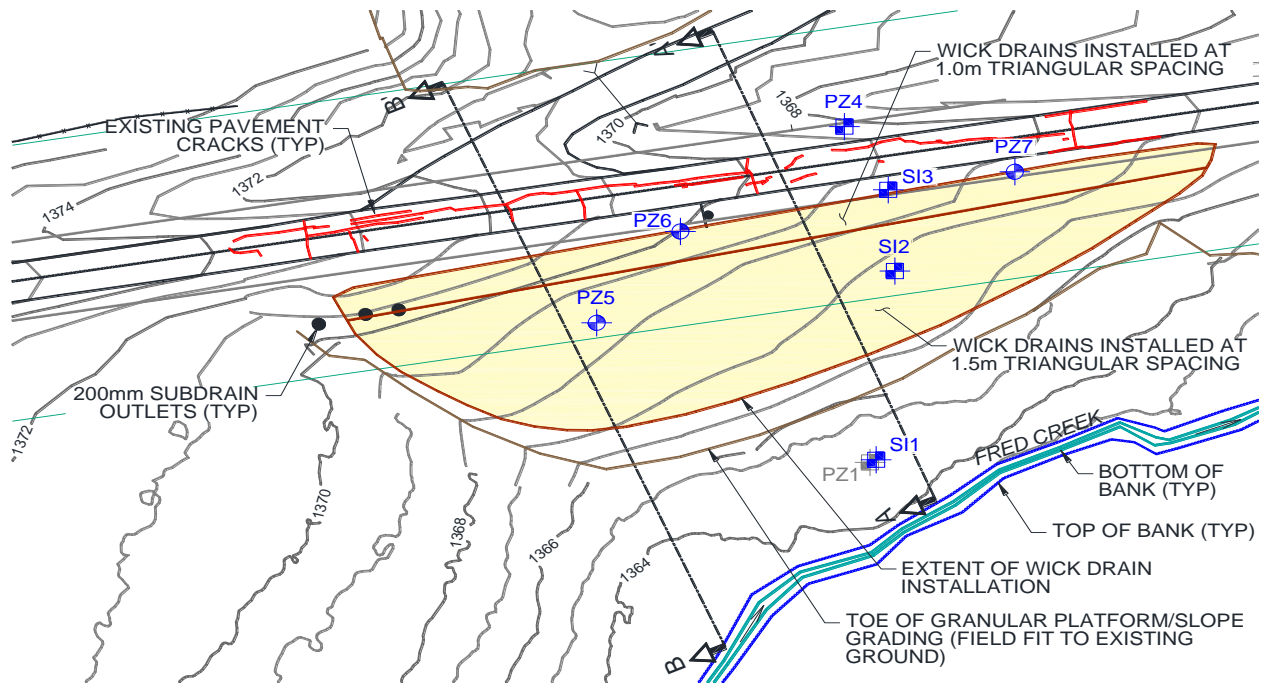 WICK DRAINS INSTALLED AT
1.0m TRIANGULAR SPACING
A'
B'
1368
PZ4
EXISTING PAVEMENT
CRACKS (TYP)
1370
PZ7
1372
SI3
1374
PZ6
SI2
PZ5
WICK DRAINS INSTALLED AT
1.5m TRIANGULAR SPACING
200mm SUBDRAIN
OUTLETS (TYP)
1372
FRED CREEK
SI1
PZ1
BOTTOM OF
BANK (TYP)
1370
A
1368
TOP OF BANK (TYP)
1366
1364
EXTENT OF WICK DRAIN
INSTALLATION
TOE OF GRANULAR PLATFORM/SLOPE
GRADING (FIELD FIT TO EXISTING
GROUND)
B